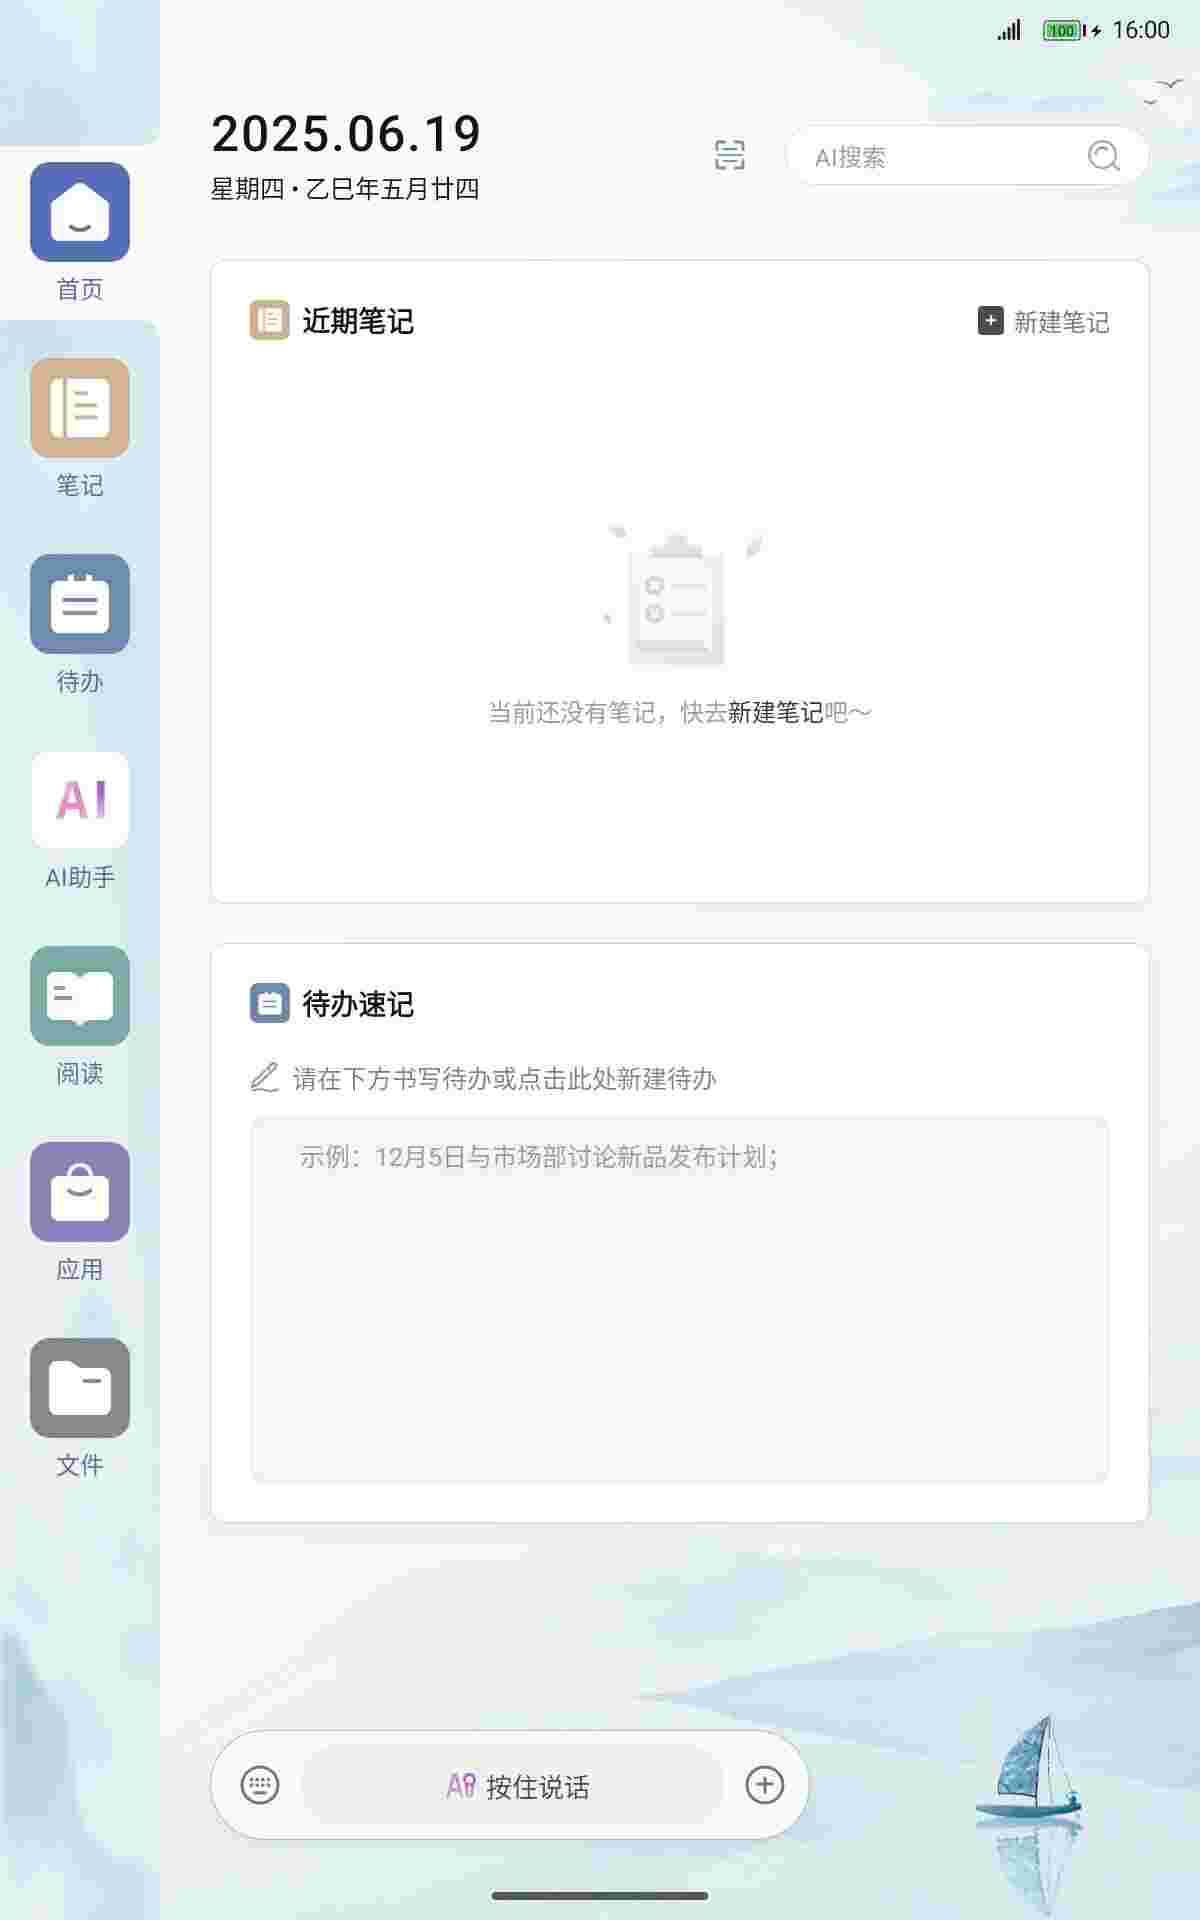 100 16:00
2025.06.19
星期四 • 乙巳年五月廿四
AI搜索
首页
笔记
待办
AI
AI助手
阅读
应用
文件
近期笔记
新建笔记
当前还没有笔记，快去新建笔记吧～
待办速记
请在下方书写待办或点击此处新建待办
示例：12月5日与市场部讨论新品发布计划；
AI 按住说话